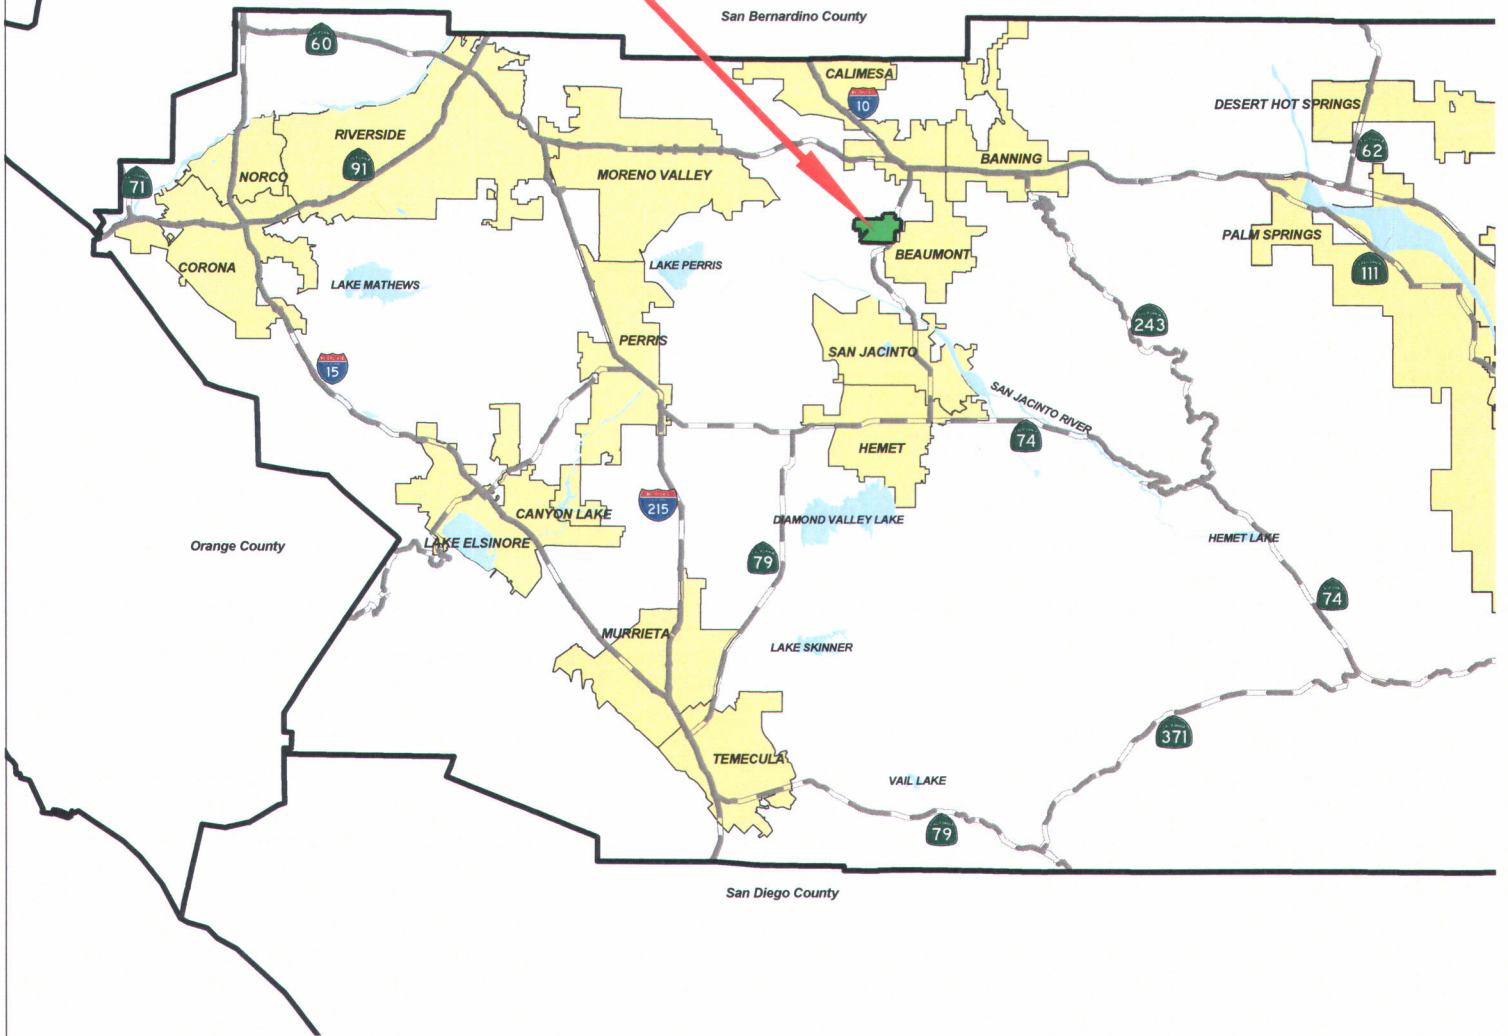 San Bernardino County
60
CALIMESA
10
DESERT HOT SPRINGS
RIVERSIDE
91
62
BANNING
NORCO
71
MORENO VALLEY
PALM SPRINGS
BEAUMONT
CORONA
LAKE PERRIS
111
LAKE MATHEWS
243
PERRIS
SAN JACINTO
15
SAN JACINTO RIVER
74
HEMET
215
CANYON LAKE
DIAMOND VALLEY LAKE
Orange County
LAKE ELSINORE
HEMET LAKE
79
74
MURRIETA
LAKE SKINNER
371
TEMECULA
VAIL LAKE
79
San Diego County